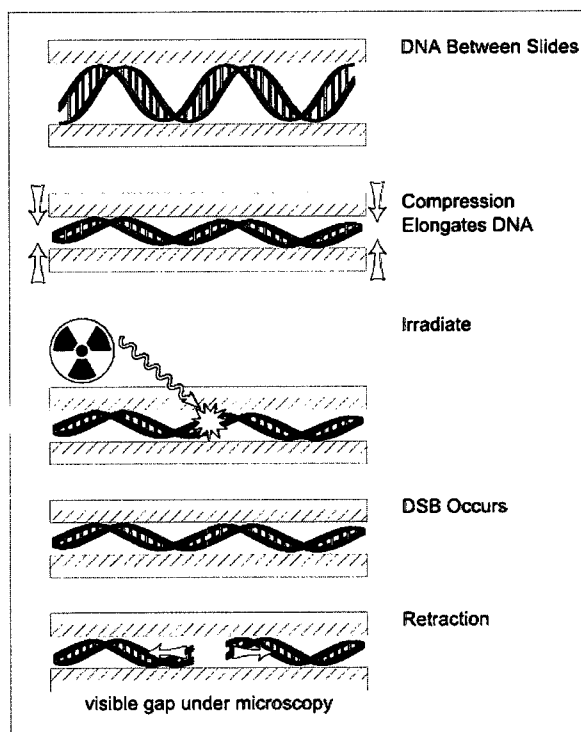 DNA Between Slides
Compression
Elongates DNA
Irradiate
DSB Occurs
Retraction
visible gap under microscopy